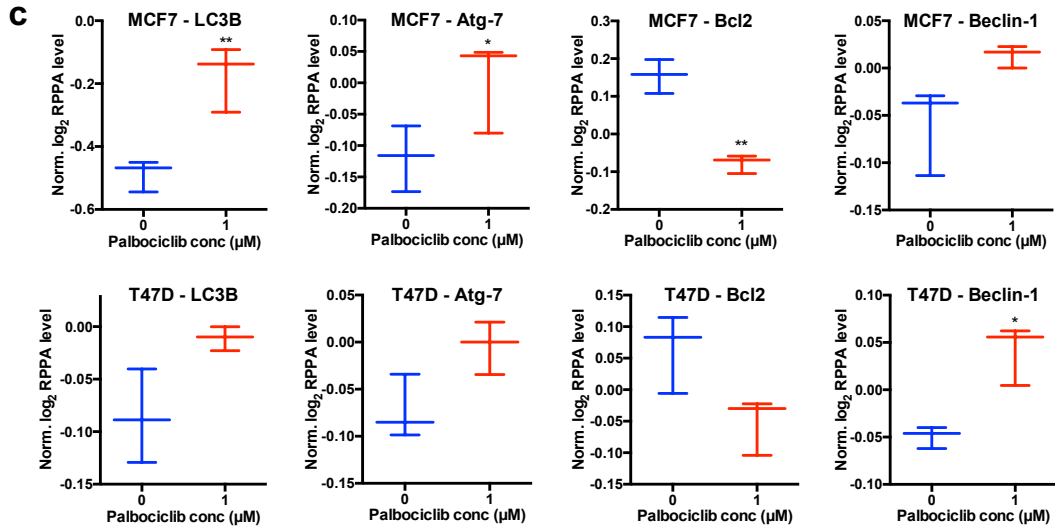 C
MCF7 - LC3B
Norm. log₂ RPPA level
0.0
-0.2
-0.4
-0.6
**
0
1
Palbociclib conc (µM)
MCF7 - Atg-7
Norm. log₂ RPPA level
0.10
0.05
0.00
-0.05
-0.10
-0.15
-0.20
*
0
1
Palbociclib conc (µM)
MCF7 - Bcl2
Norm. log₂ RPPA level
0.3
0.2
0.1
0.0
-0.1
-0.2
**
0
1
Palbociclib conc (µM)
MCF7 - Beclin-1
Norm. log₂ RPPA level
0.05
0.00
-0.05
-0.10
-0.15
0
1
Palbociclib conc (µM)
T47D - LC3B
Norm. log₂ RPPA level
0.00
-0.05
-0.10
-0.15
0
1
Palbociclib conc (µM)
T47D - Atg-7
Norm. log₂ RPPA level
0.05
0.00
-0.05
-0.10
-0.15
0
1
Palbociclib conc (µM)
T47D - Bcl2
Norm. log₂ RPPA level
0.15
0.10
0.05
0.00
-0.05
-0.10
-0.15
0
1
Palbociclib conc (µM)
T47D - Beclin-1
Norm. log₂ RPPA level
0.10
0.05
0.00
-0.05
-0.10
*
0
1
Palbociclib conc (µM)